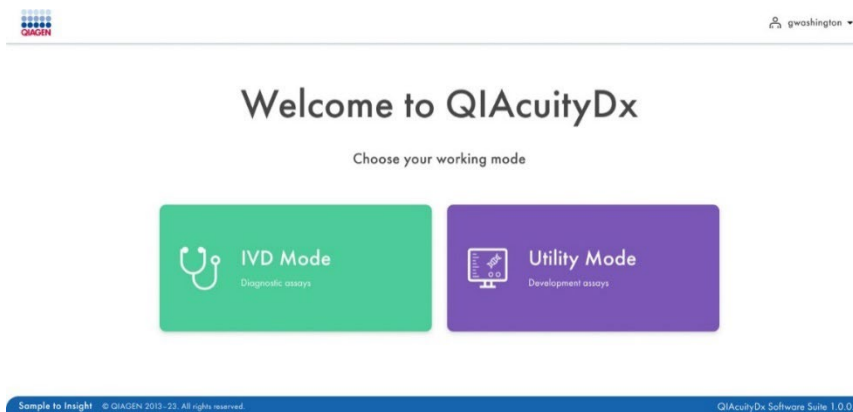 QIAGEN
gwashington
Welcome to QIAcuityDx
Choose your working mode
IVD Mode
Diagnostic assays
Utility Mode
Development assays
Sample to Insight © QIAGEN 2013–23. All rights reserved.
QIAcuityDx Software Suite 1.0.0